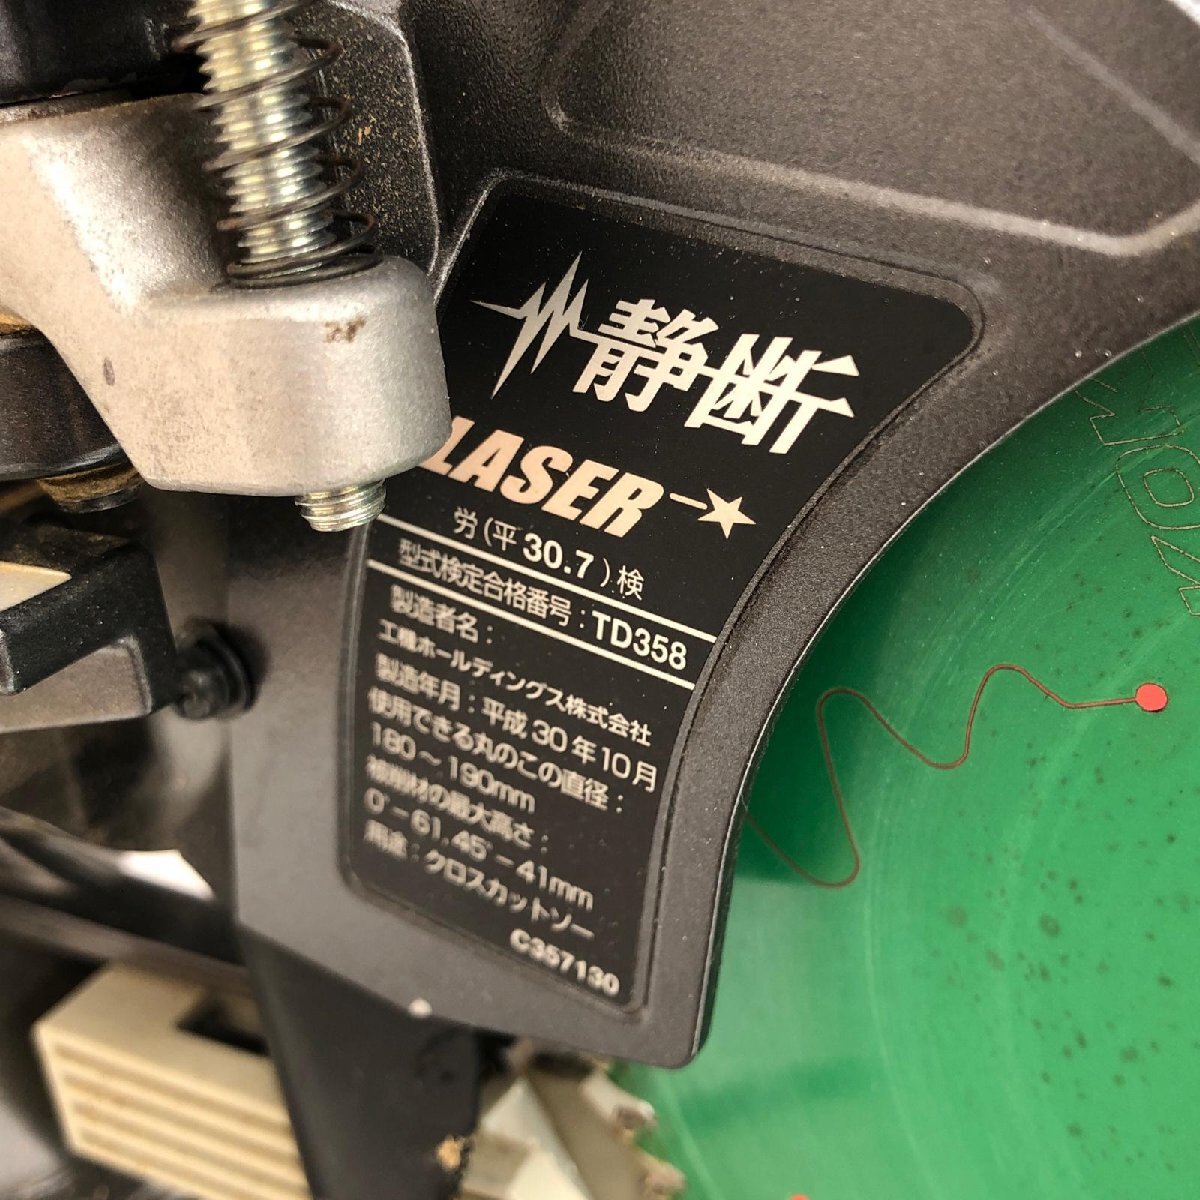 静断
LASER
労(平30.7)検
型式検定合格番号:TD358
製造者名:
工機ホールディングス株式会社
製造年月:平成30年10月
使用できる丸のこの直径:
180~190mm
被削材の最大高さ:
0°-61, 45°-41mm
用途:クロスカットソー
C357130